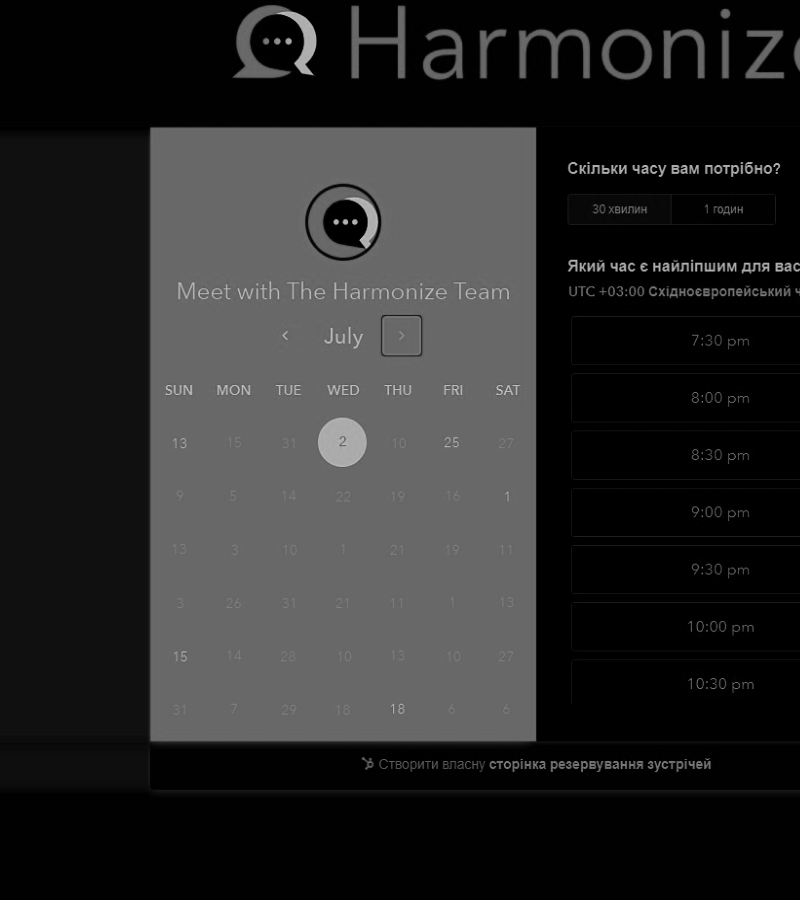 Harmonize
Meet with The Harmonize Team
July
SUN MON TUE WED THU FRI SAT
13 15 31 2 10 25 27
9 5 14 22 19 16 1
13 3 10 1 21 19 11
3 26 31 21 11 1 13
15 14 28 10 13 10 27
31 7 29 18 18 6 6
Скільки часу вам потрібно?
30 хвилин 1 годин
Який час є найліпшим для вас
UTC +03:00 Східноєвропейський ч
7:30 pm
8:00 pm
8:30 pm
9:00 pm
9:30 pm
10:00 pm
10:30 pm
Створити власну сторінка резервування зустрічей